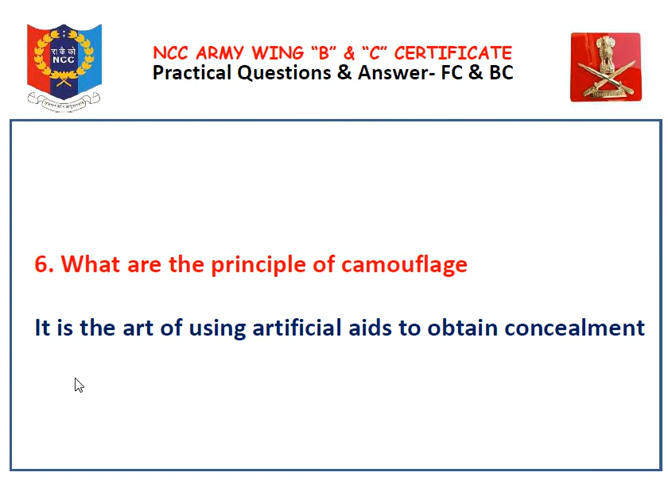 रा कै को
NCC
NCC ARMY WING “B” & “C” CERTIFICATE
Practical Questions & Answer- FC & BC
6. What are the principle of camouflage
It is the art of using artificial aids to obtain concealment